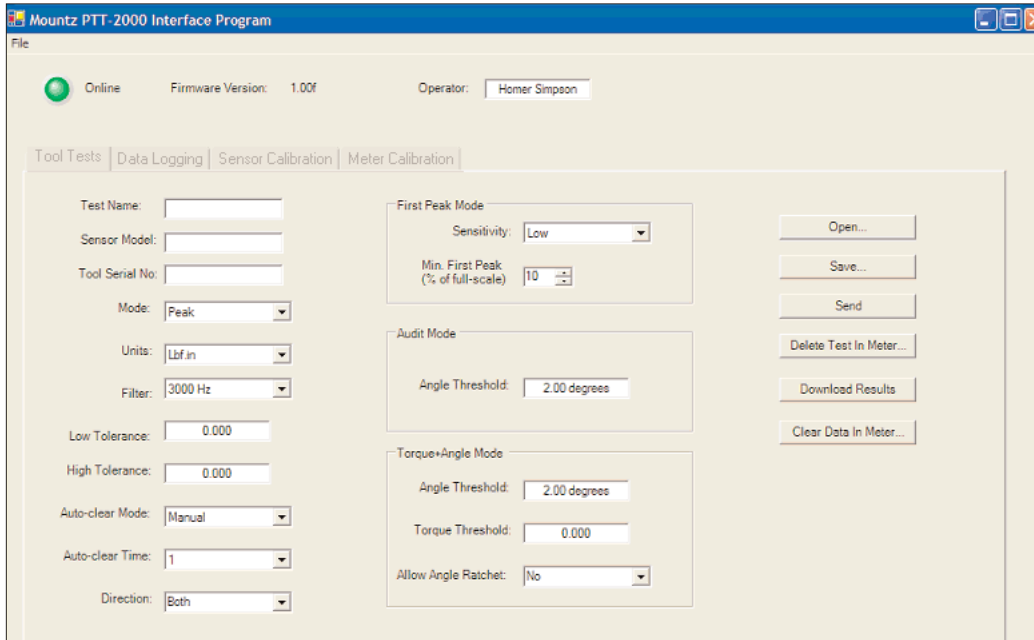 Mountz PTT-2000 Interface Program
File
Online Firmware Version: 1.00f Operator: Homer Simpson
Tool Tests Data Logging Sensor Calibration Meter Calibration
Test Name:
Sensor Model:
Tool Serial No:
Mode: Peak
Units: Lbf.in
Filter: 3000 Hz
Low Tolerance: 0.000
High Tolerance: 0.000
Auto-clear Mode: Manual
Auto-clear Time: 1
Direction: Both
First Peak Mode
Sensitivity: Low
Min. First Peak
(% of full-scale) 10
Audit Mode
Angle Threshold: 2.00 degrees
Torque+Angle Mode
Angle Threshold: 2.00 degrees
Torque Threshold: 0.000
Allow Angle Ratchet: No
Open...
Save...
Send
Delete Test In Meter...
Download Results
Clear Data In Meter...